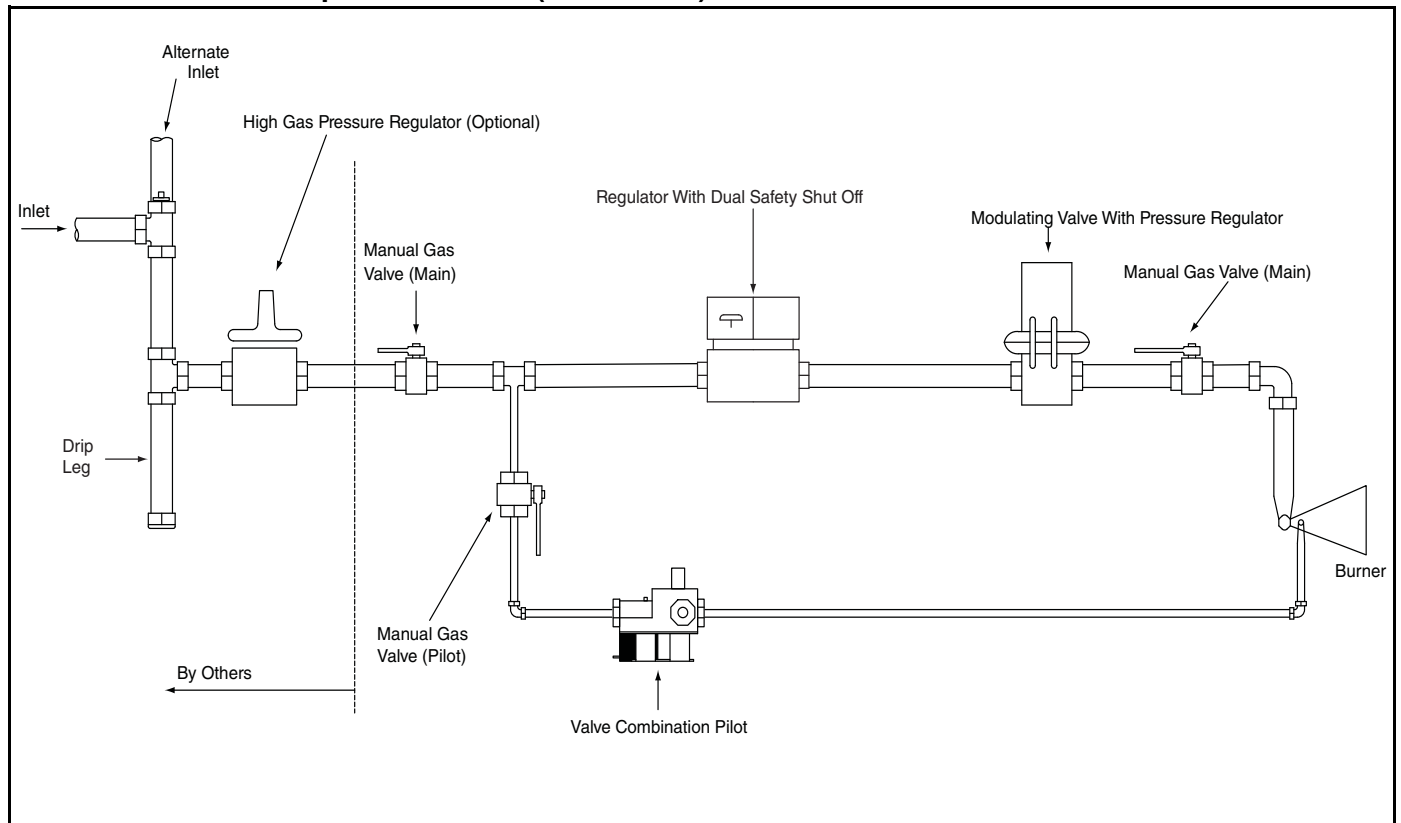 Alternate
Inlet
High Gas Pressure Regulator (Optional)
Inlet
Regulator With Dual Safety Shut Off
Modulating Valve With Pressure Regulator
Manual Gas
Valve (Main)
Manual Gas Valve (Main)
Drip
Leg
Burner
Manual Gas
Valve (Pilot)
By Others
Valve Combination Pilot